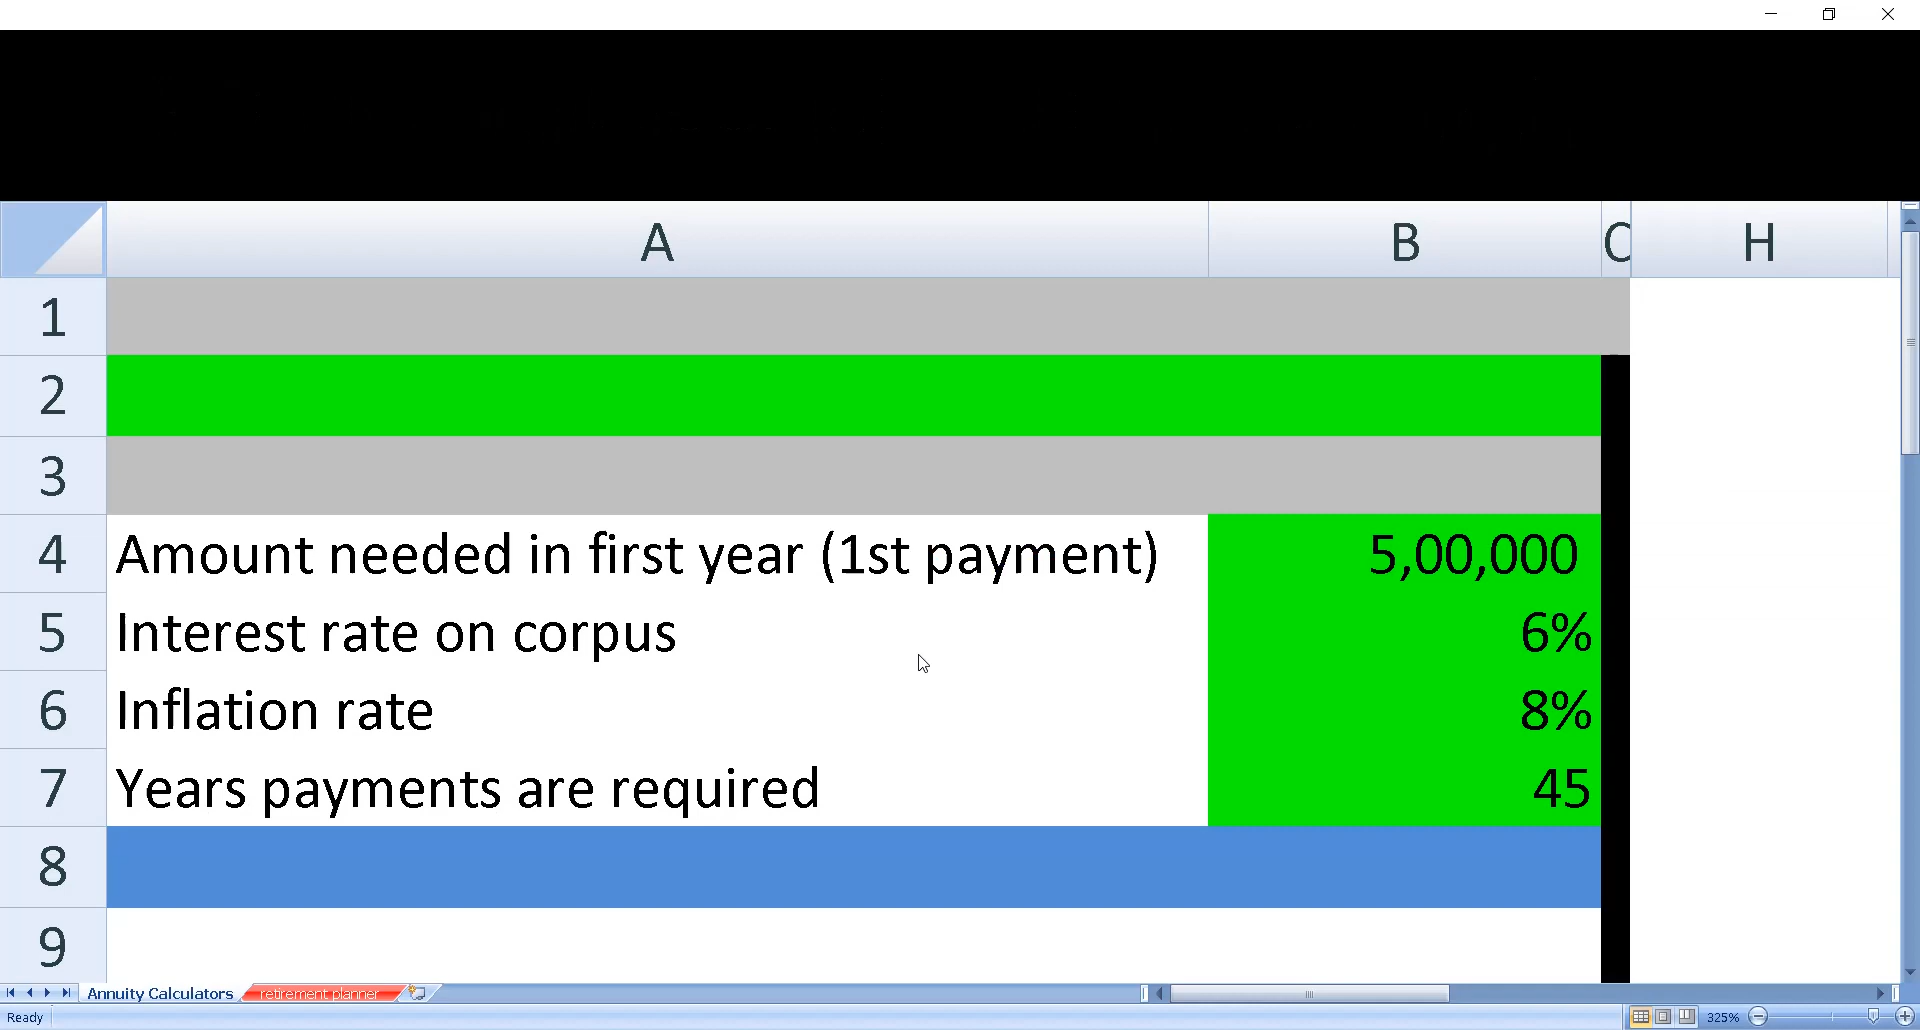 A B C H
1
2
3
4 Amount needed in first year (1st payment) 5,00,000
5 Interest rate on corpus 6%
6 Inflation rate 8%
7 Years payments are required 45
8
9
Annuity Calculators retirement planner
Ready 325%